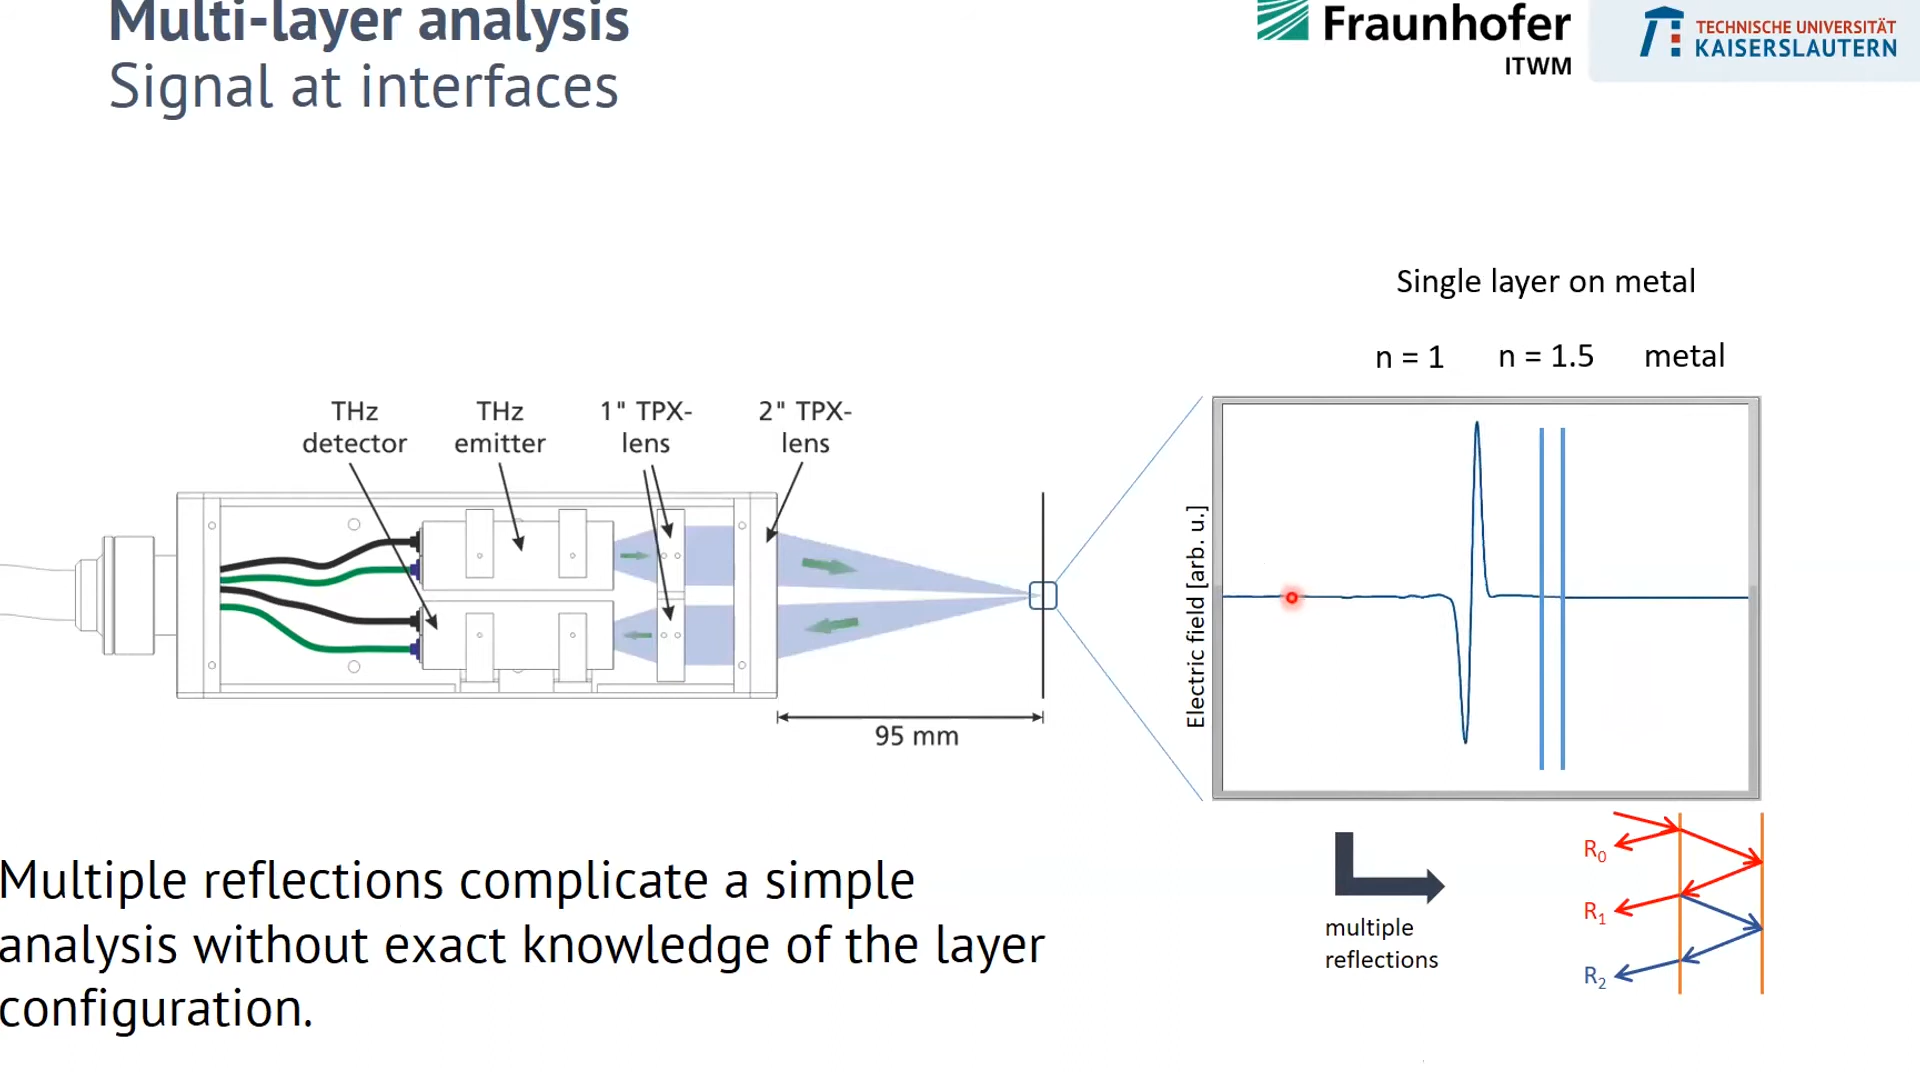 Multi-layer analysis
Signal at interfaces
Fraunhofer
ITWM
TECHNISCHE UNIVERSITÄT
KAISERSLAUTERN
Single layer on metal
n = 1 n = 1.5 metal
THz detector
THz emitter
1" TPX-lens
2" TPX-lens
95 mm
Electric field [arb. u.]
multiple
reflections
R0
R1
R2
Multiple reflections complicate a simple
analysis without exact knowledge of the layer
configuration.